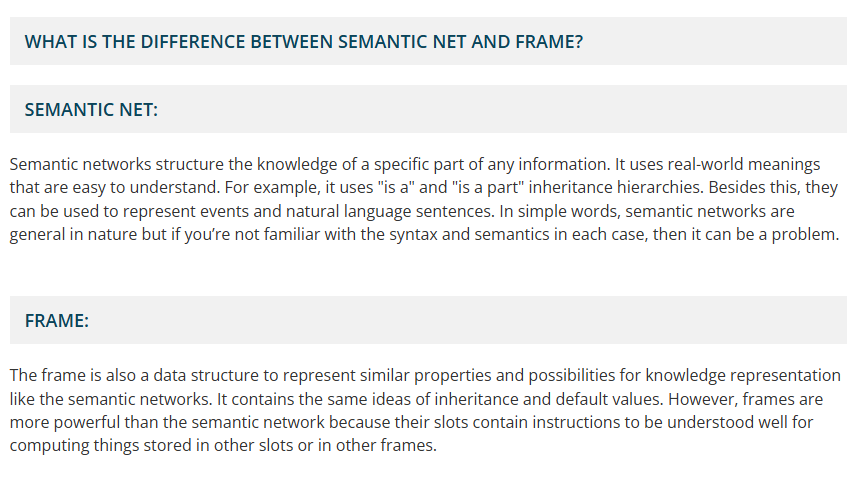 WHAT IS THE DIFFERENCE BETWEEN SEMANTIC NET AND FRAME?
SEMANTIC NET:
Semantic networks structure the knowledge of a specific part of any information. It uses real-world meanings
that are easy to understand. For example, it uses "is a" and "is a part" inheritance hierarchies. Besides this, they
can be used to represent events and natural language sentences. In simple words, semantic networks are
general in nature but if you’re not familiar with the syntax and semantics in each case, then it can be a problem.
FRAME:
The frame is also a data structure to represent similar properties and possibilities for knowledge representation
like the semantic networks. It contains the same ideas of inheritance and default values. However, frames are
more powerful than the semantic network because their slots contain instructions to be understood well for
computing things stored in other slots or in other frames.